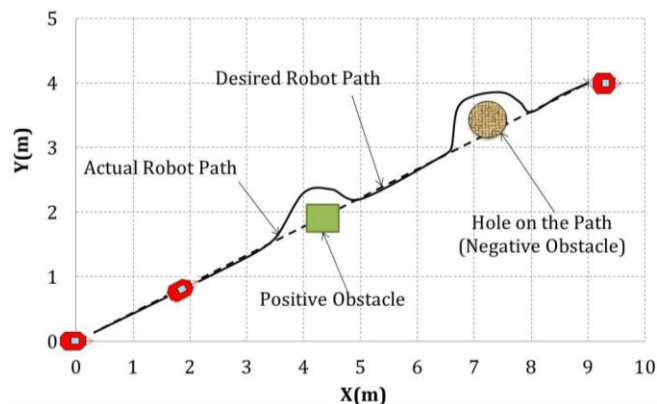 5
4
3
2
1
0
Y(m)
Desired Robot Path
Actual Robot Path
Hole on the Path
(Negative Obstacle)
Positive Obstacle
0 1 2 3 4 5 6 7 8 9 10
X(m)